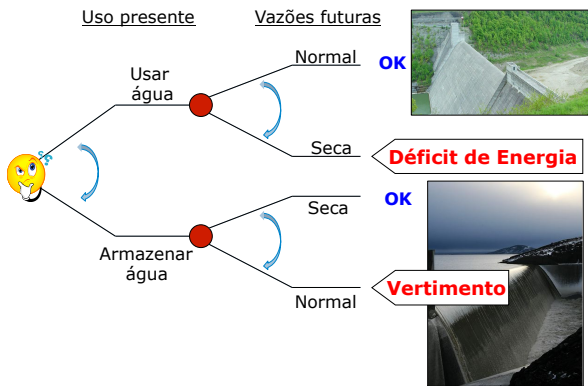 Uso presente
Vazões futuras
Normal
OK
Usar
água
Seca
Déficit de Energia
Seca
OK
Armazenar
água
Vertimento
Normal